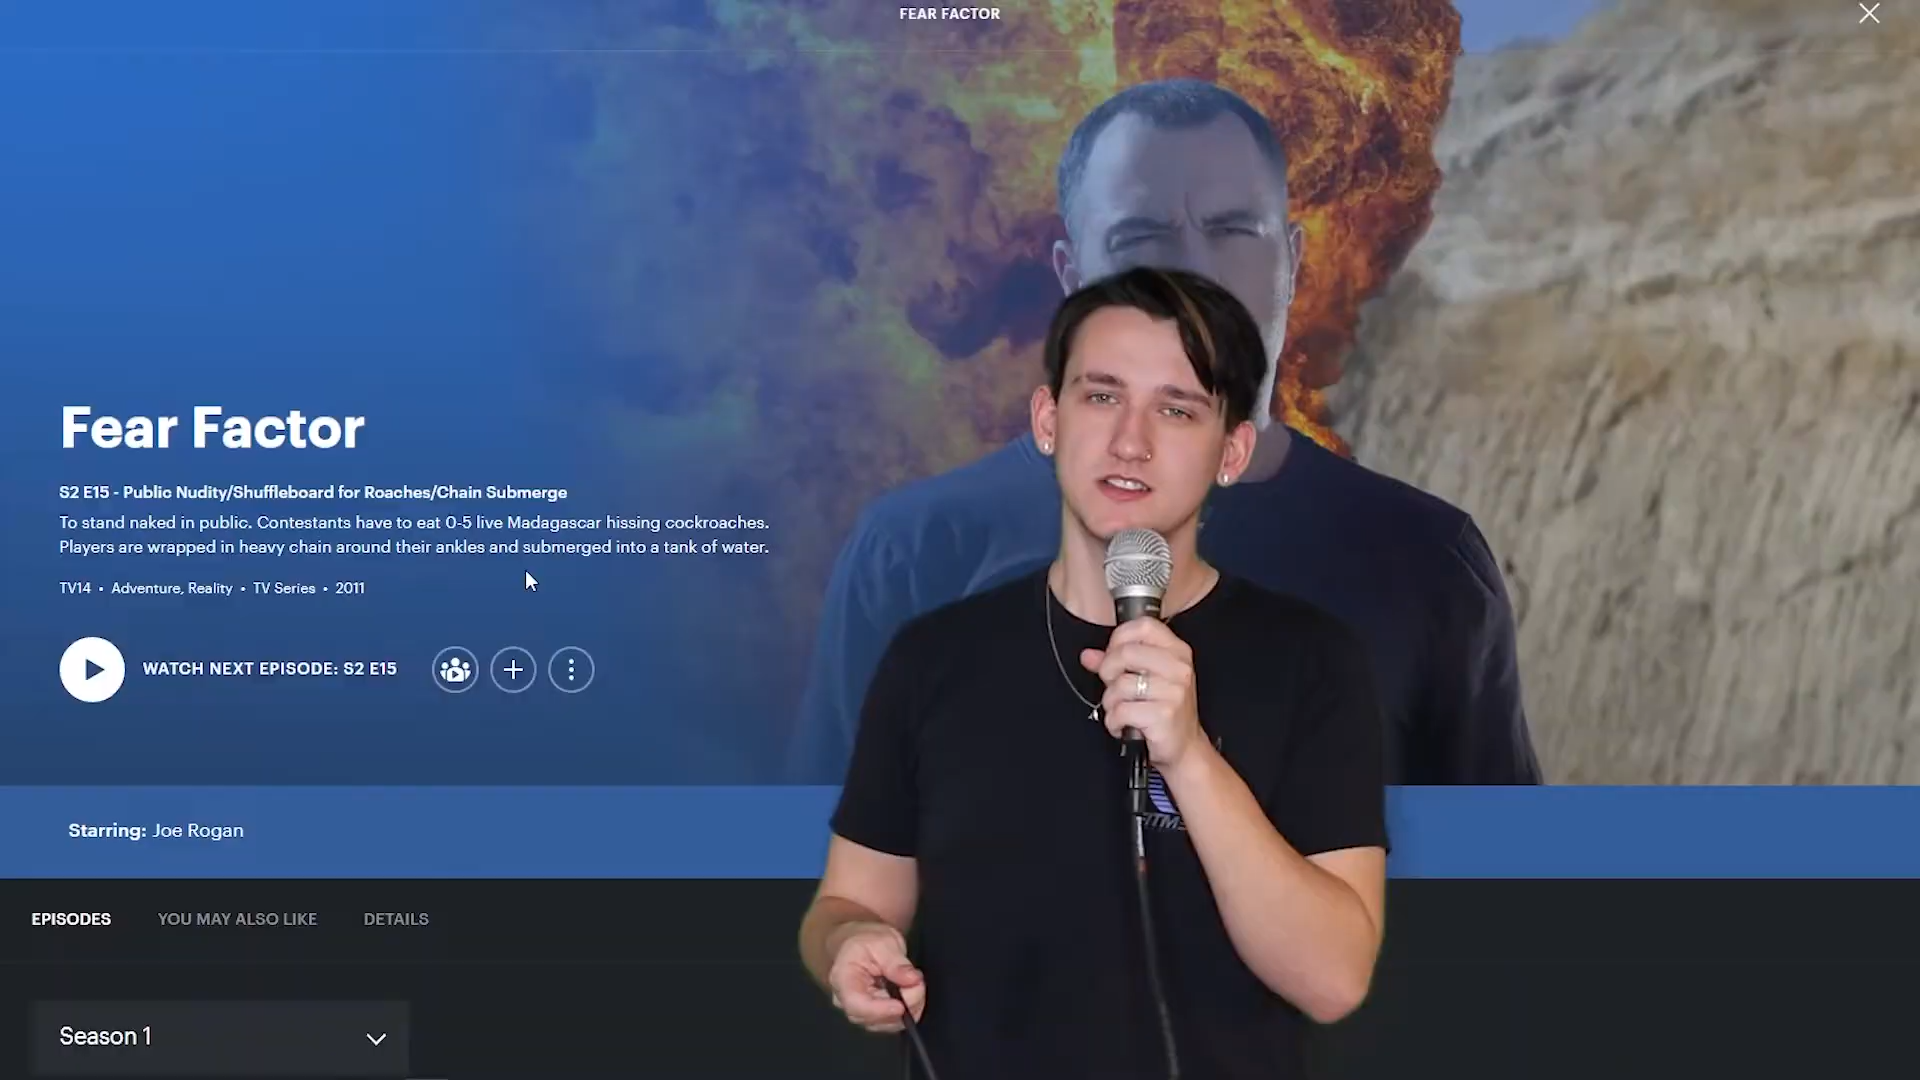 FEAR FACTOR
Fear Factor
S2 E15 - Public Nudity/Shuffleboard for Roaches/Chain Submerge
To stand naked in public. Contestants have to eat 0-5 live Madagascar hissing cockroaches.
Players are wrapped in heavy chain around their ankles and submerged into a tank of water.
TV14 • Adventure, Reality • TV Series • 2011
WATCH NEXT EPISODE: S2 E15
Starring: Joe Rogan
EPISODES YOU MAY ALSO LIKE DETAILS
Season 1